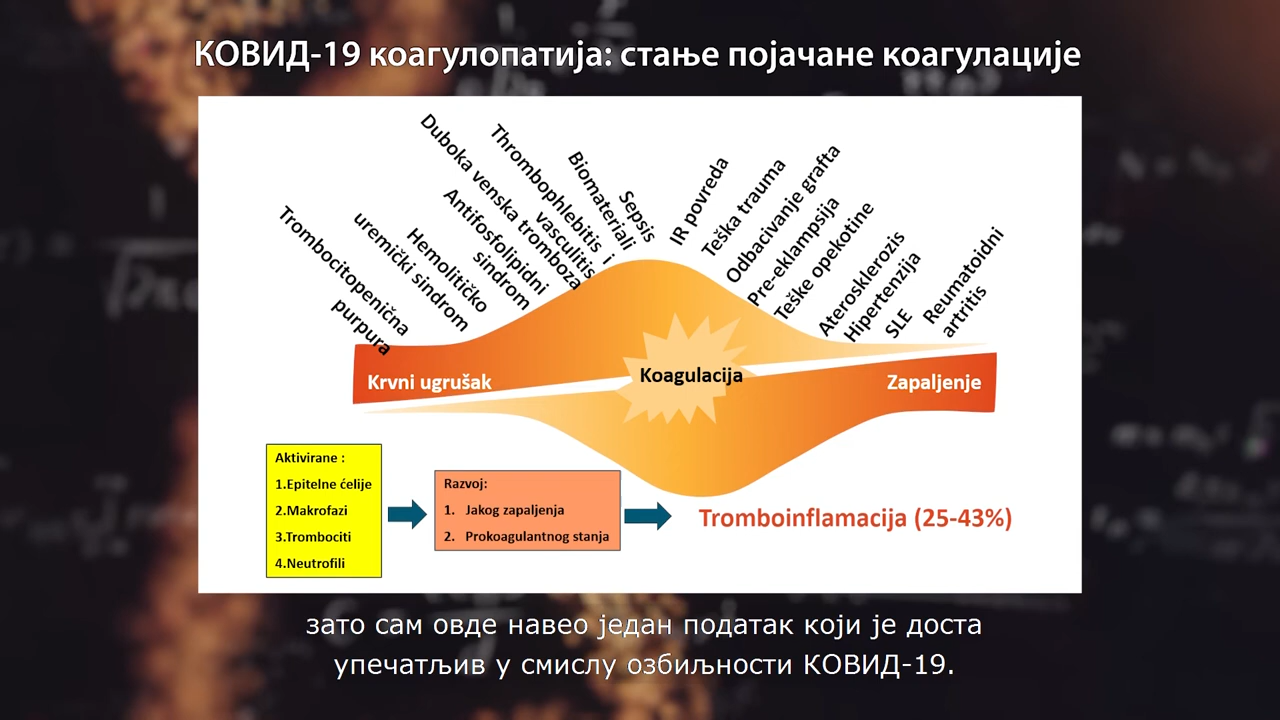 КОВИД-19 коагулопатија: стање појачане коагулације
Trombocitopenična
purpura
uremički sindrom
Hemolitičko
Antifosfolipidni
sindrom
Duboka venska tromboza
Thrombophlebitis i
vasculitis
Biomateriali
Sepsis
IR povreda
Teška trauma
Odbacivanje grafta
Pre-eklampsija
Teške opekotine
Aterosklerozis
Hipertenzija
SLE
Reumatoidni
artritis
Krvni ugrušak
Koagulacija
Zapaljenje
Aktivirane :
1.Epitelne ćelije
2.Makrofazi
3.Trombociti
4.Neutrofili
Razvoj:
1. Jakog zapaljenja
2. Prokoagulantnog stanja
Tromboinflamacija (25-43%)
зато сам овде навео један податак који је доста
упечатљив у смислу озбиљности КОВИД-19.